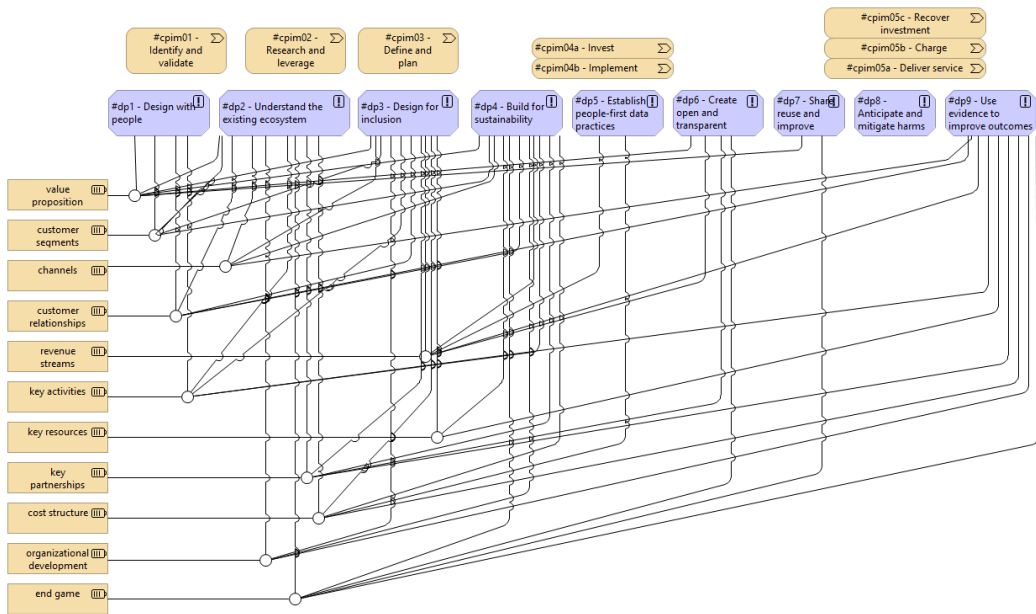 #cpim01 -
Identify and
validate
#cpim02 -
Research and
leverage
#cpim03 -
Define and
plan
#cpim04a - Invest
#cpim04b - Implement
#cpim05c - Recover
investment
#cpim05b - Charge
#cpim05a - Deliver service
#dp1 - Design with
people
#dp2 - Understand the
existing ecosystem
#dp3 - Design for
inclusion
#dp4 - Build for
sustainability
#dp5 - Establish
people-first data
practices
#dp6 - Create
open and
transparent
#dp7 - Share
reuse and
improve
#dp8 -
Anticipate and
mitigate harms
#dp9 - Use
evidence to
improve outcomes
value
proposition
customer
segments
channels
customer
relationships
revenue
streams
key activities
key resources
key
partnerships
cost structure
organizational
development
end game